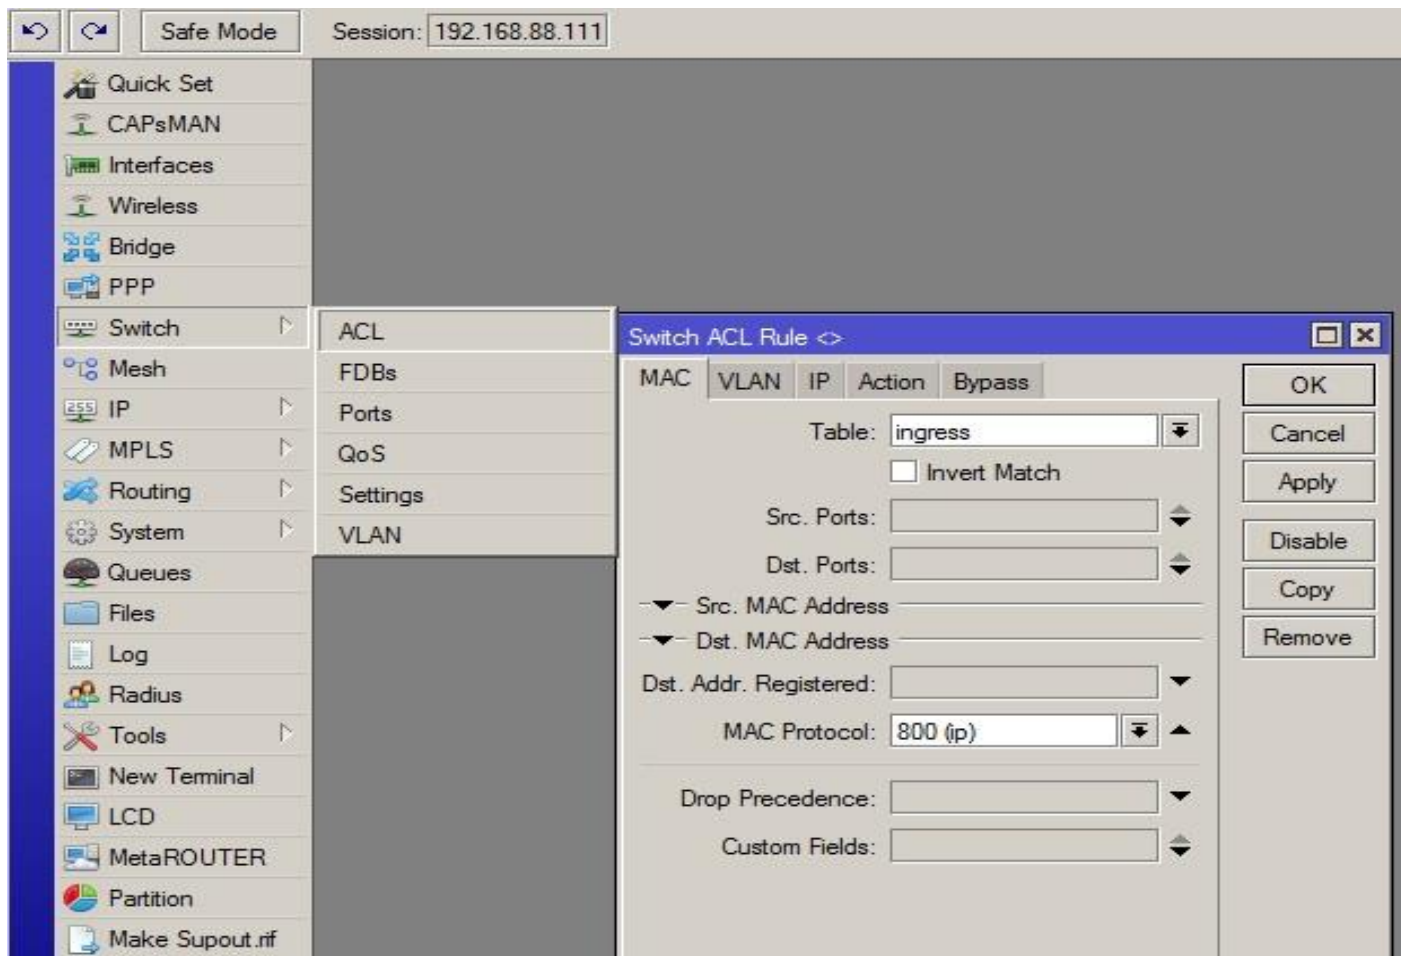 Safe Mode Session: 192.168.88.111
Quick Set
CAPsMAN
Interfaces
Wireless
Bridge
PPP
Switch
Mesh
255 IP
MPLS
Routing
System
Queues
Files
Log
Radius
Tools
New Terminal
LCD
MetaROUTER
Partition
Make Supout.rif
ACL
FDBs
Ports
QoS
Settings
VLAN
Switch ACL Rule <>
MAC VLAN IP Action Bypass
Table: ingress
Invert Match
Src. Ports:
Dst. Ports:
Src. MAC Address
Dst. MAC Address
Dst. Addr. Registered:
MAC Protocol: 800 (ip)
Drop Precedence:
Custom Fields:
OK
Cancel
Apply
Disable
Copy
Remove